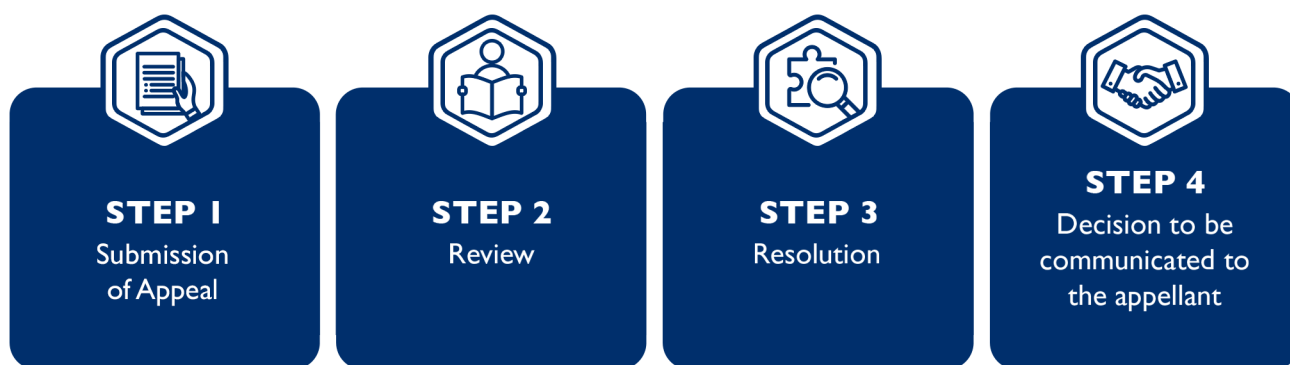 STEP 1
Submission
of Appeal
STEP 2
Review
STEP 3
Resolution
STEP 4
Decision to be
communicated to
the appellant